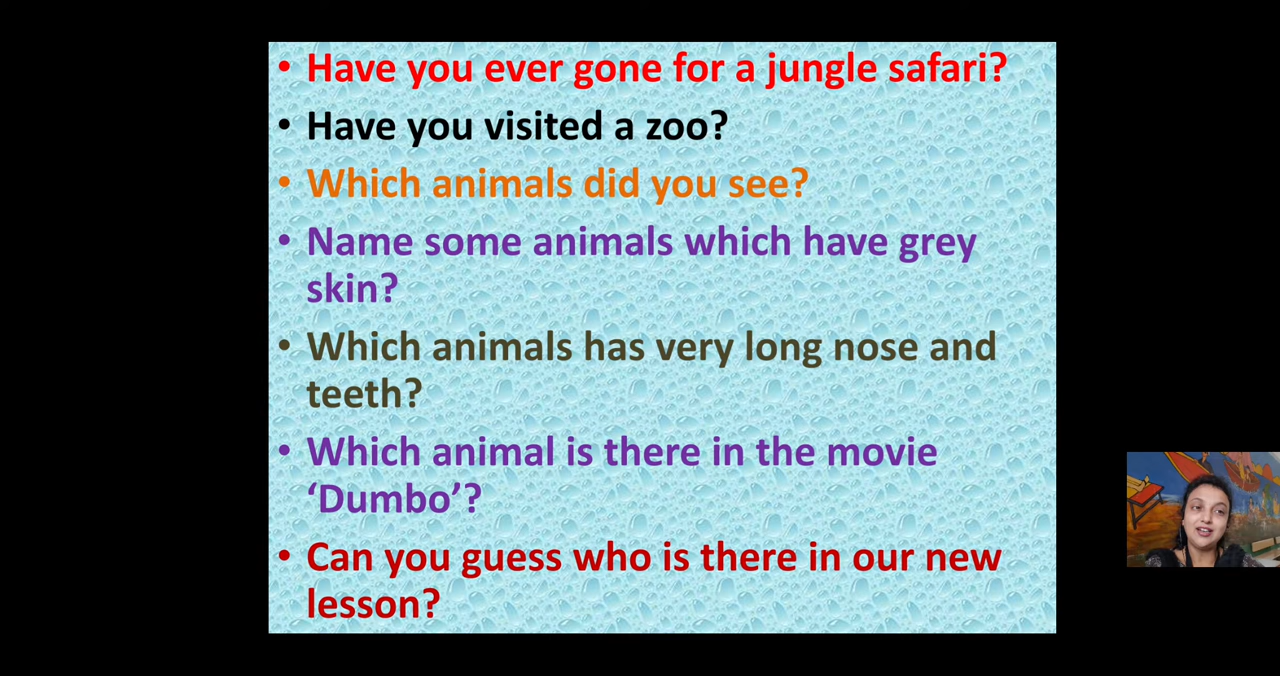 • Have you ever gone for a jungle safari?
• Have you visited a zoo?
• Which animals did you see?
• Name some animals which have grey
skin?
• Which animals has very long nose and
teeth?
• Which animal is there in the movie
‘Dumbo’?
• Can you guess who is there in our new
lesson?